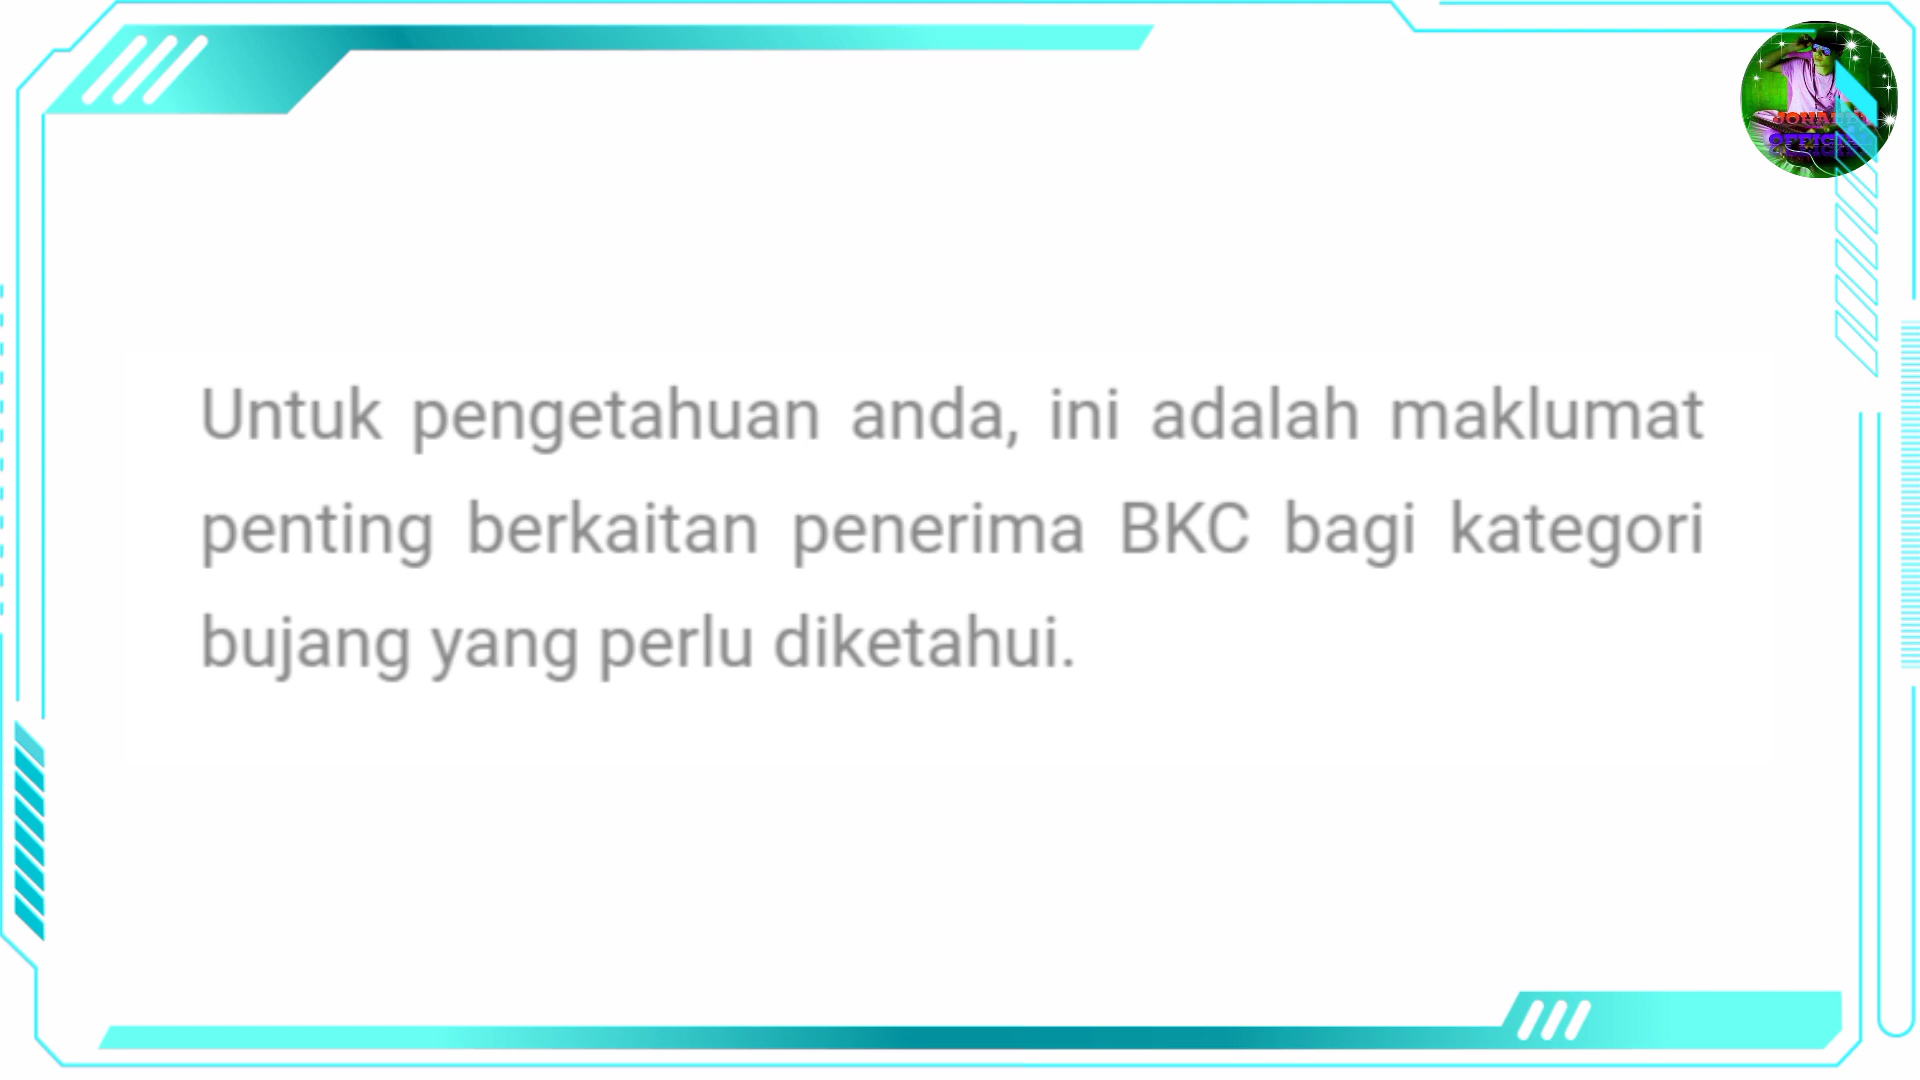 Untuk pengetahuan anda, ini adalah maklumat
penting berkaitan penerima BKC bagi kategori
bujang yang perlu diketahui.